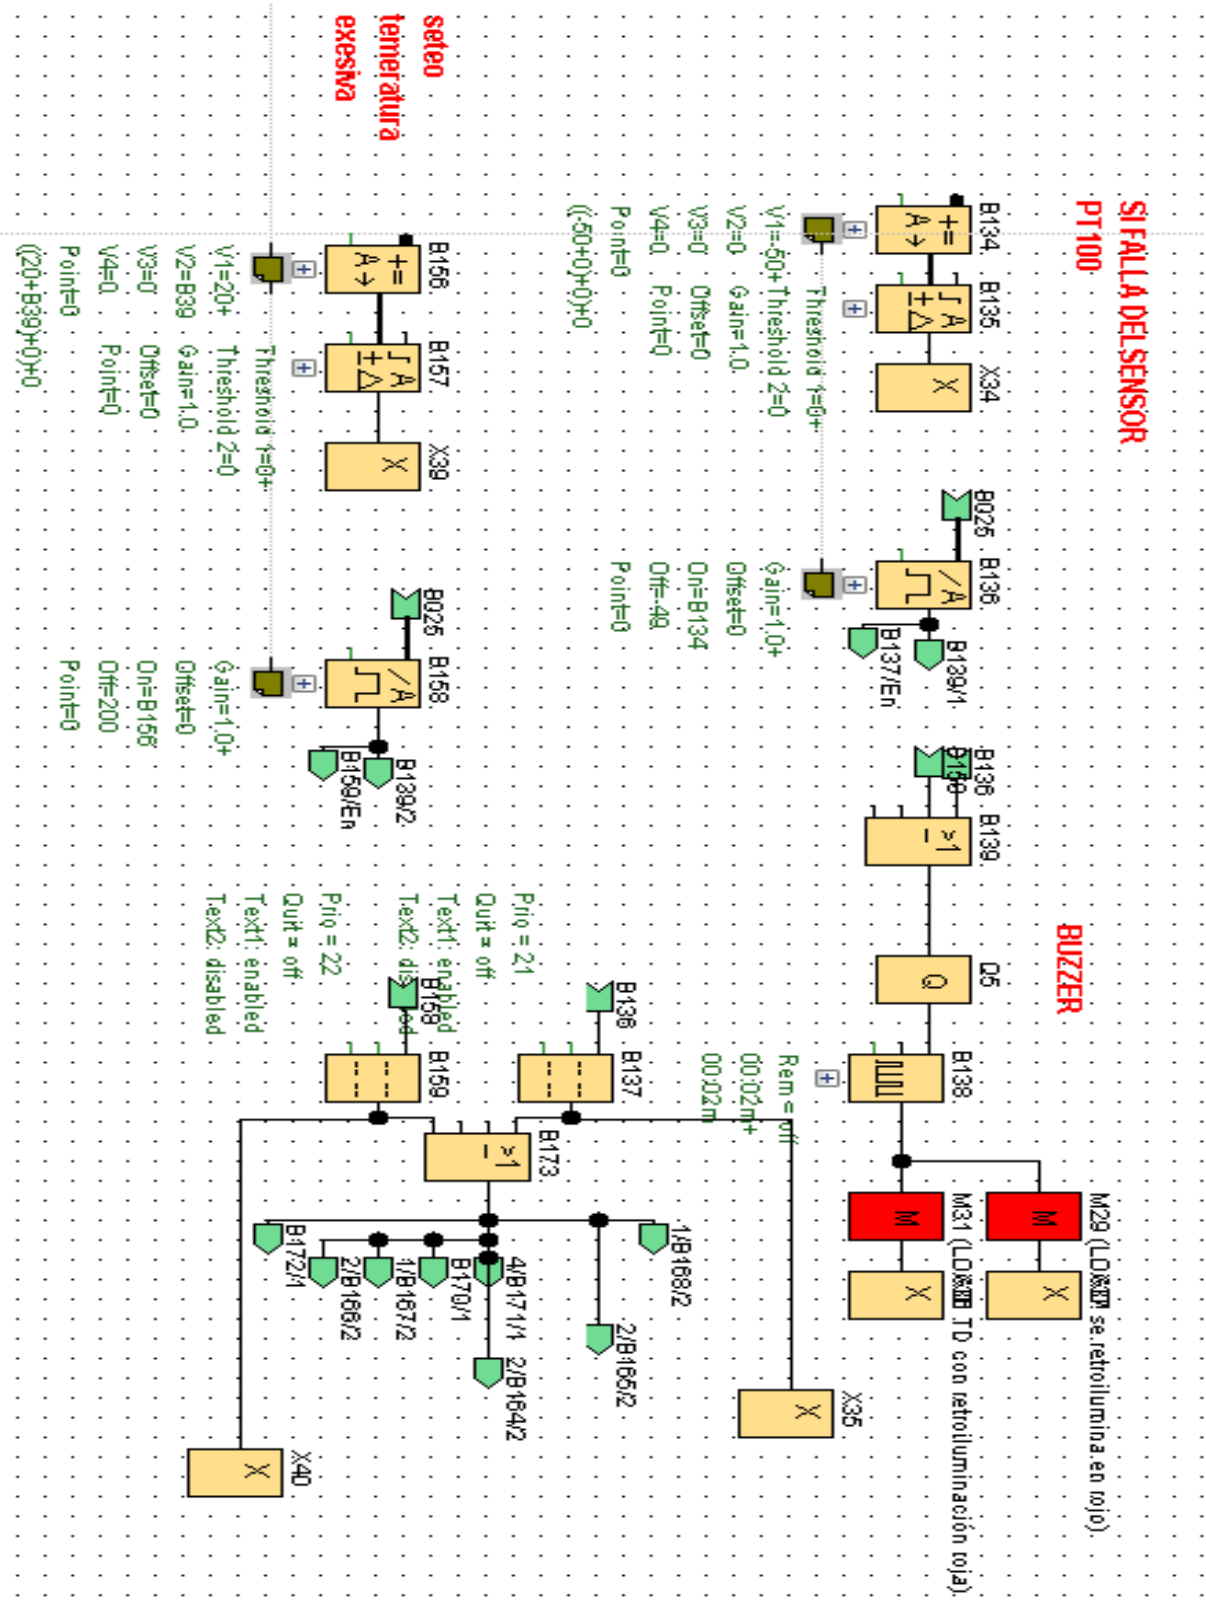 SI FALLA DEL SENSOR
PT100
B134
B135
X34
V1=-50+
V2=0
V3=0
V4=0
Point=0
((-50+0)+0)+0
Threshold 1=0+
Threshold 2=0
Gain=1.0
Offset=0
Point=0
B025
B136
B139/1
B137/En
Gain=1.0+
Offset=0
On=B134
Off=-49
Point=0
B136
B158
B139
≥1
BUZZER
Q5
Q
B138
Rem = off
00:02m+
00:02m
M29 (LOGO! se retroilumina en rojo)
M
X
M31 (LOGO! TD con retroiluminación roja)
M
X
seteo
temeratura
exesiva
B156
B157
X39
V1=20+
V2=B39
V3=0
V4=0
Point=0
((20+B39)+0)+0
Threshold 1=0+
Threshold 2=0
Gain=1.0
Offset=0
Point=0
B025
B158
B139/2
B159/En
Gain=1.0+
Offset=0
On=B156
Off=200
Point=0
B136
B137
Prio = 21
Quit = off
Text1: enabled
Text2: disabled
B158
B159
Prio = 22
Quit = off
Text1: enabled
Text2: disabled
B173
≥1
1/B168/2
2/B165/2
4/B171/1
2/B164/2
B170/1
1/B167/2
2/B166/2
B172/1
X35
X
X40
X